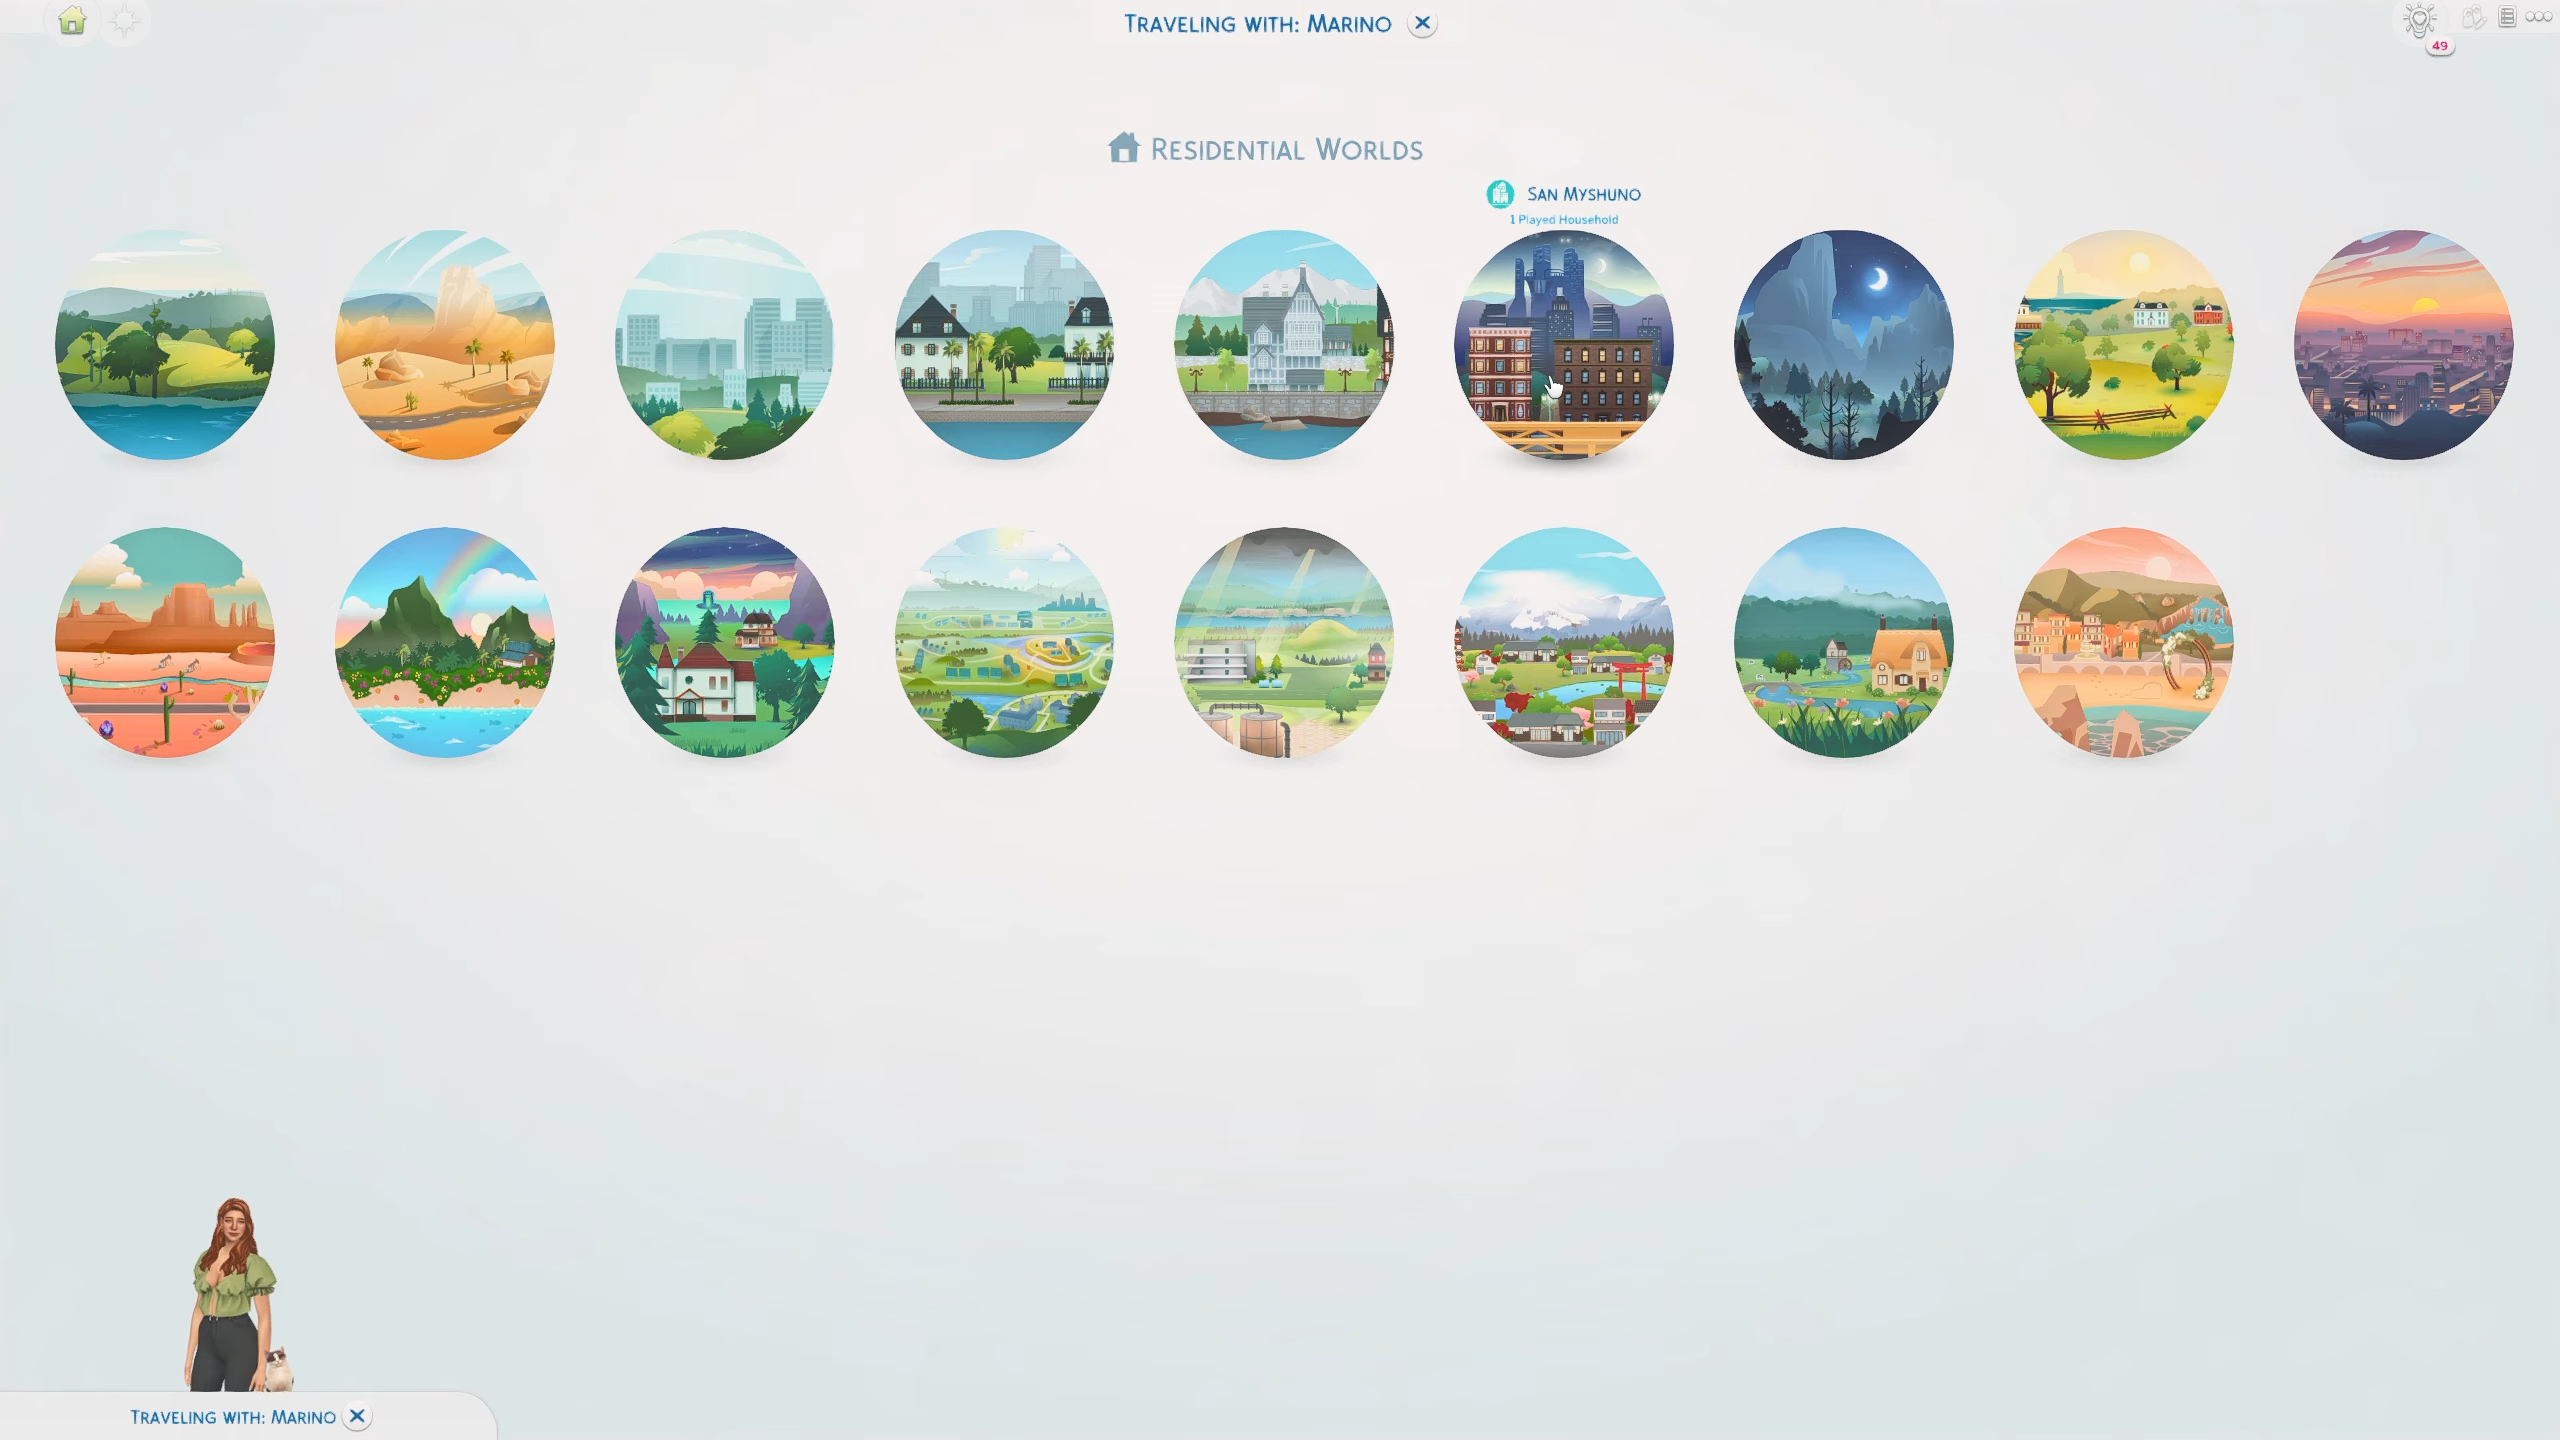 TRAVELING WITH: MARINO
49
RESIDENTIAL WORLDS
SAN MYSHUNO
1 Played Household
TRAVELING WITH: MARINO